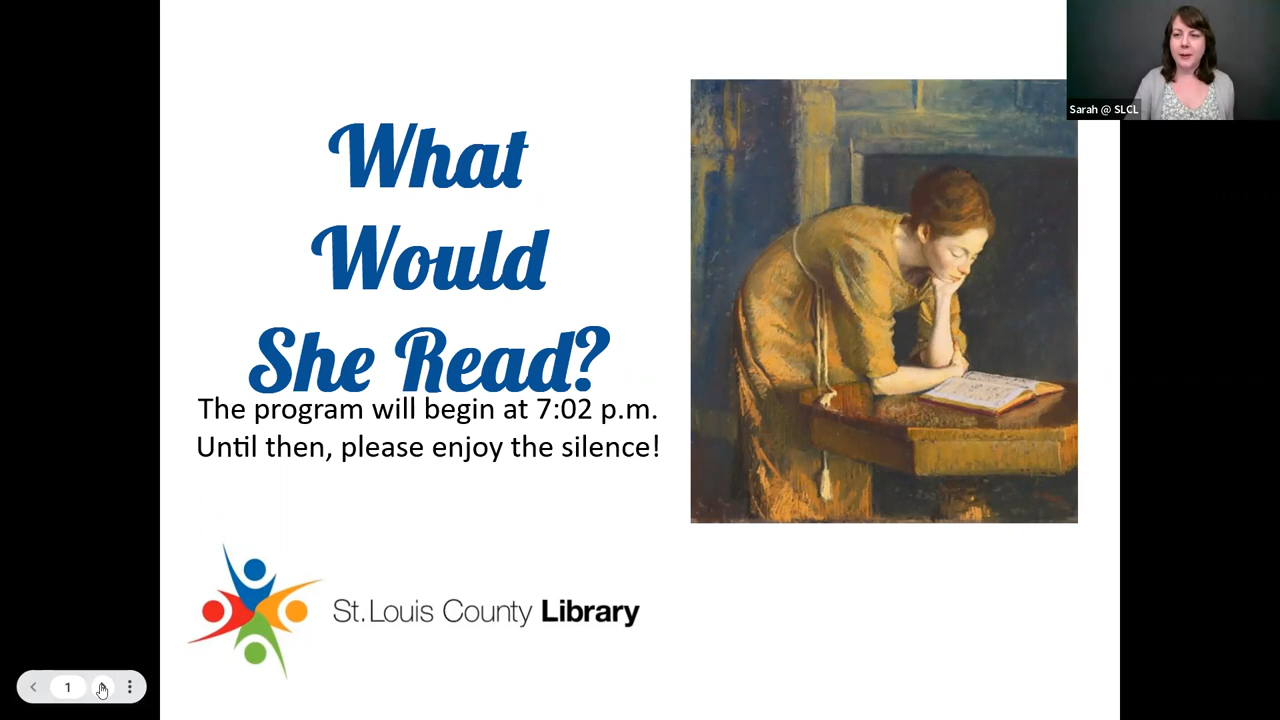 Sarah @ SLCL
What
Would
She Read?
The program will begin at 7:02 p.m.
Until then, please enjoy the silence!
St. Louis County Library
1